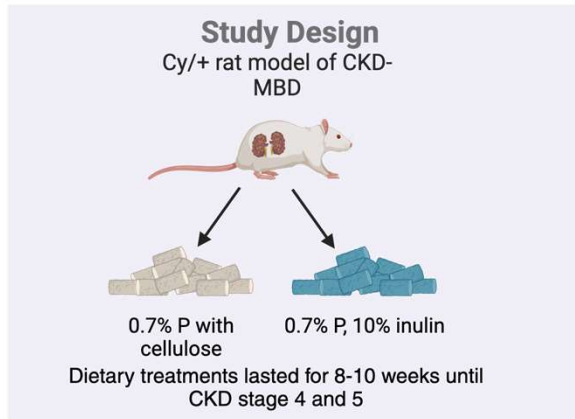 Study Design
Cy/+ rat model of CKD-
MBD
0.7% P with
cellulose
0.7% P, 10% inulin
Dietary treatments lasted for 8-10 weeks until
CKD stage 4 and 5